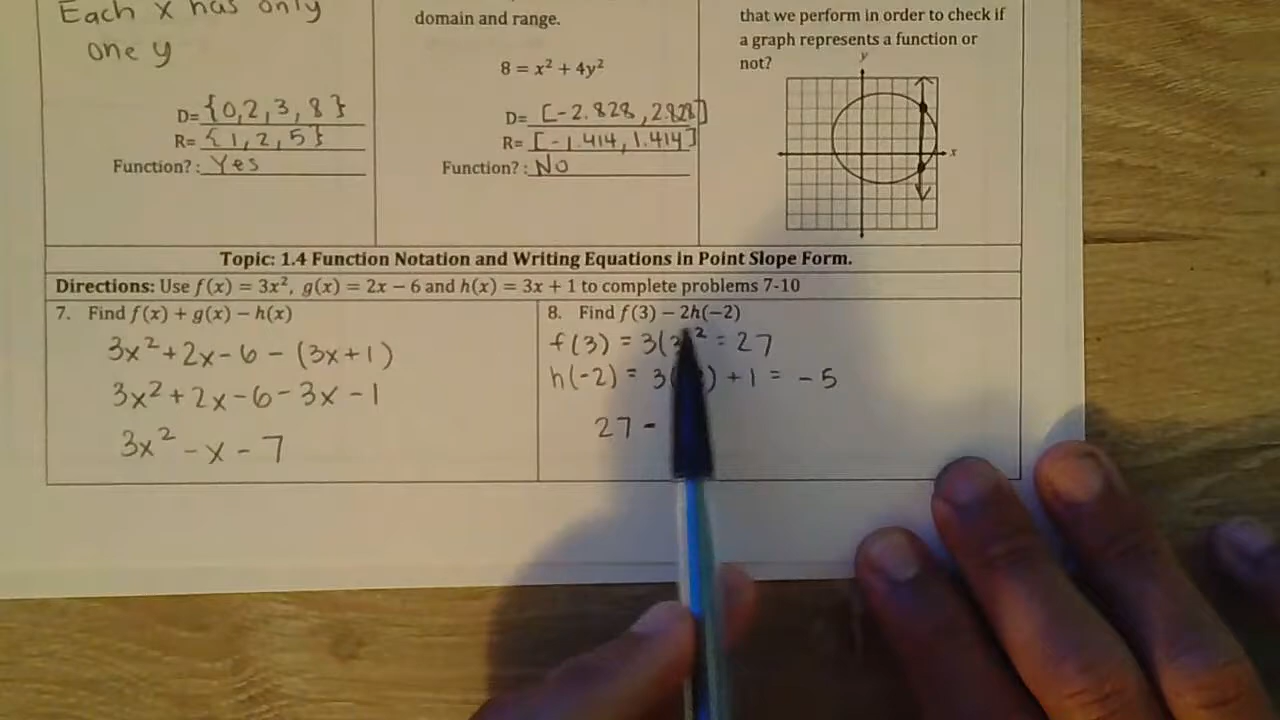 Each x has only
one y
D= {0,2,3,8}
R= {1,2,5}
Function? : Yes
domain and range.
8 = x² + 4y²
D= [-2.828,2.828]
R= [-1.414,1.414]
Function? : No
that we perform in order to check if
a graph represents a function or
not?
y
x
Topic: 1.4 Function Notation and Writing Equations in Point Slope Form.
Directions: Use f(x) = 3x², g(x) = 2x − 6 and h(x) = 3x + 1 to complete problems 7-10
7. Find f(x) + g(x) − h(x)
3x²+2x-6-(3x+1)
3x²+2x-6-3x-1
3x²-x-7
8. Find f(3) − 2h(−2)
f(3) = 3(3)² = 27
h(-2) = 3( ) +1 = -5
27 -